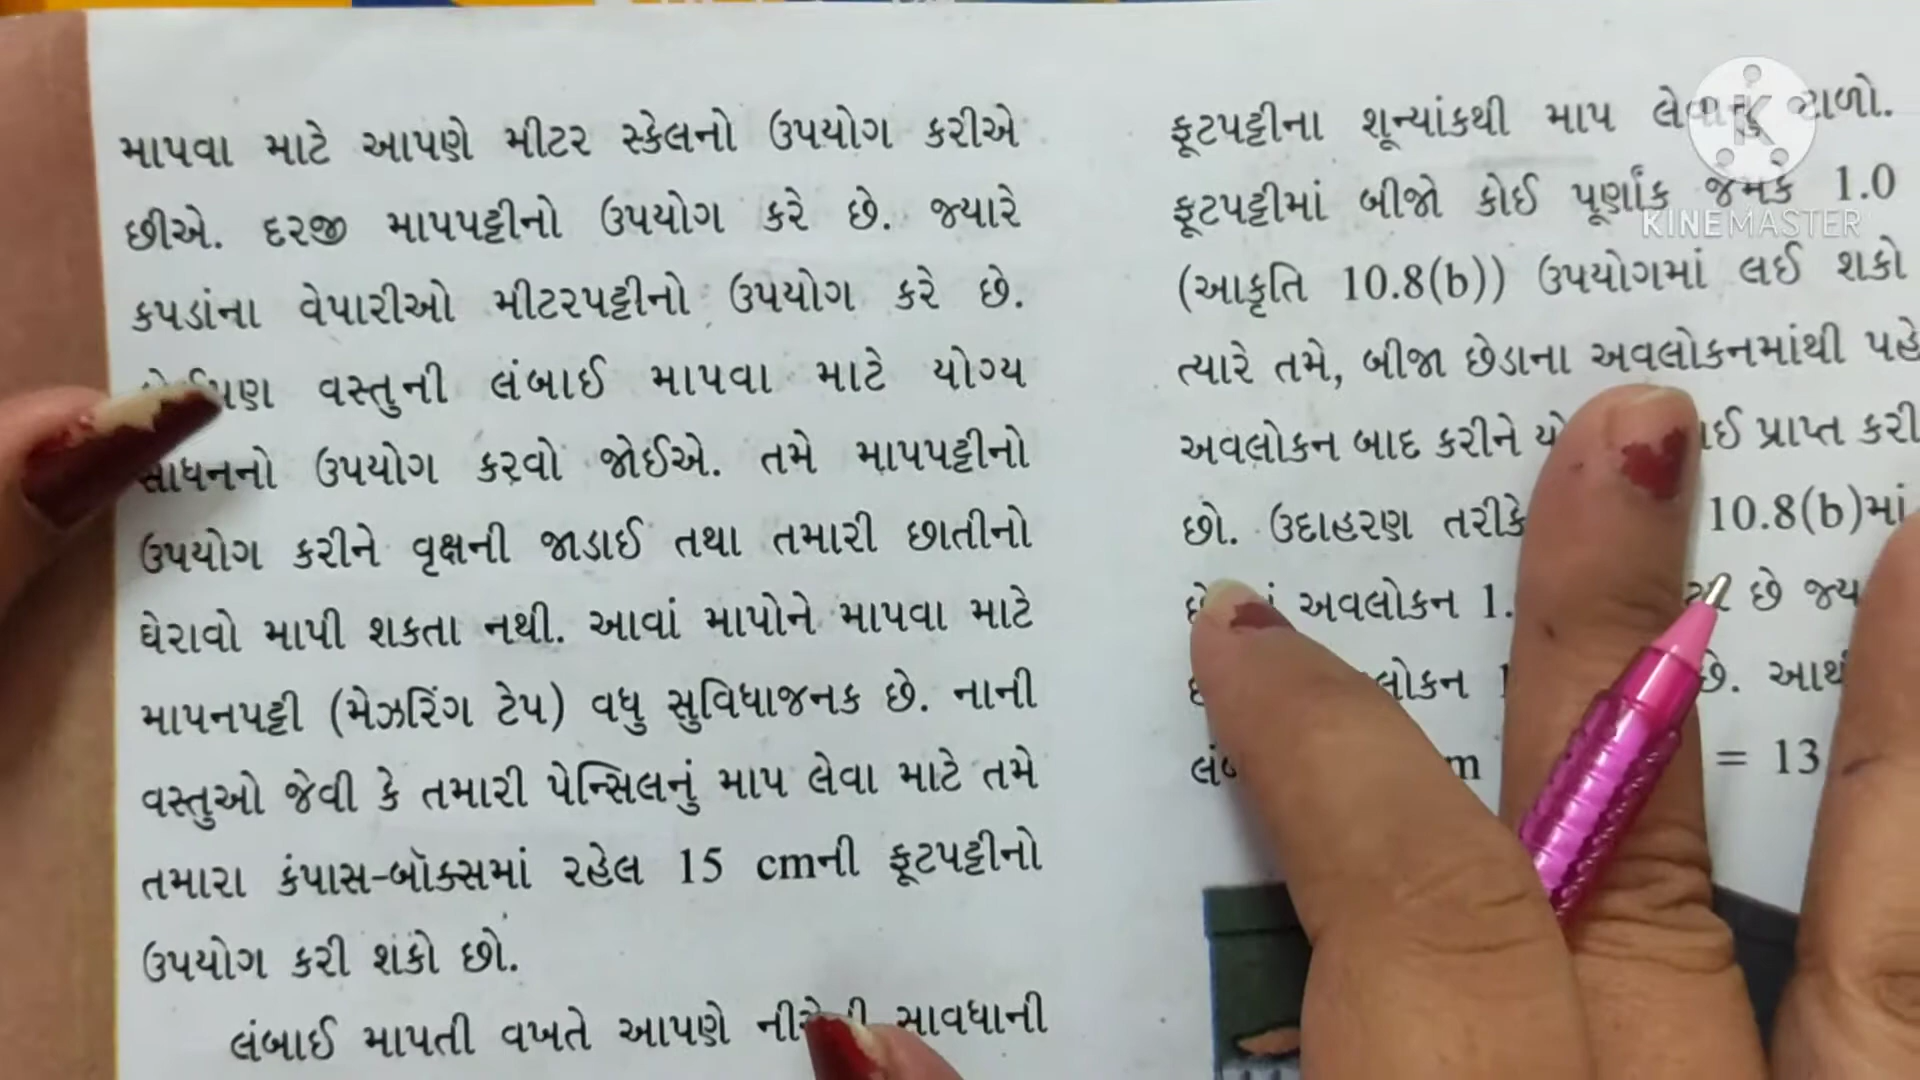 માપવા માટે આપણે મીટર સ્કેલનો ઉપયોગ કરીએ
છીએ. દરજી માપપટ્ટીનો ઉપયોગ કરે છે. જ્યારે
કપડાંના વેપારીઓ મીટરપટ્ટીનો ઉપયોગ કરે છે.
વસ્તુની લંબાઈ માપવા માટે યોગ્ય
સાધનનો ઉપયોગ કરવો જોઈએ. તમે માપપટ્ટીનો
ઉપયોગ કરીને વૃક્ષની જાડાઈ તથા તમારી છાતીનો
ઘેરાવો માપી શકતા નથી. આવાં માપોને માપવા માટે
માપનપટ્ટી (મેઝરિંગ ટેપ) વધુ સુવિધાજનક છે. નાની
વસ્તુઓ જેવી કે તમારી પેન્સિલનું માપ લેવા માટે તમે
તમારા કંપાસ-બૉક્સમાં રહેલ 15 cmની ફૂટપટ્ટીનો
ઉપયોગ કરી શકો છો.
લંબાઈ માપતી વખતે આપણે સાવધાની
ફૂટપટ્ટીના શૂન્યાંકથી માપ ટાળો.
ફૂટપટ્ટીમાં બીજો કોઈ પૂર્ણાંક જેમકે 1.0
(આકૃતિ 10.8(b)) ઉપયોગમાં લઈ શકો
ત્યારે તમે, બીજા છેડાના અવલોકનમાંથી
અવલોકન બાદ કરીને પ્રાપ્ત કરી
છો. ઉદાહરણ તરીકે 10.8(b)માં
અવલોકન 1. છે
છે.
= 13
K
KINEMASTER